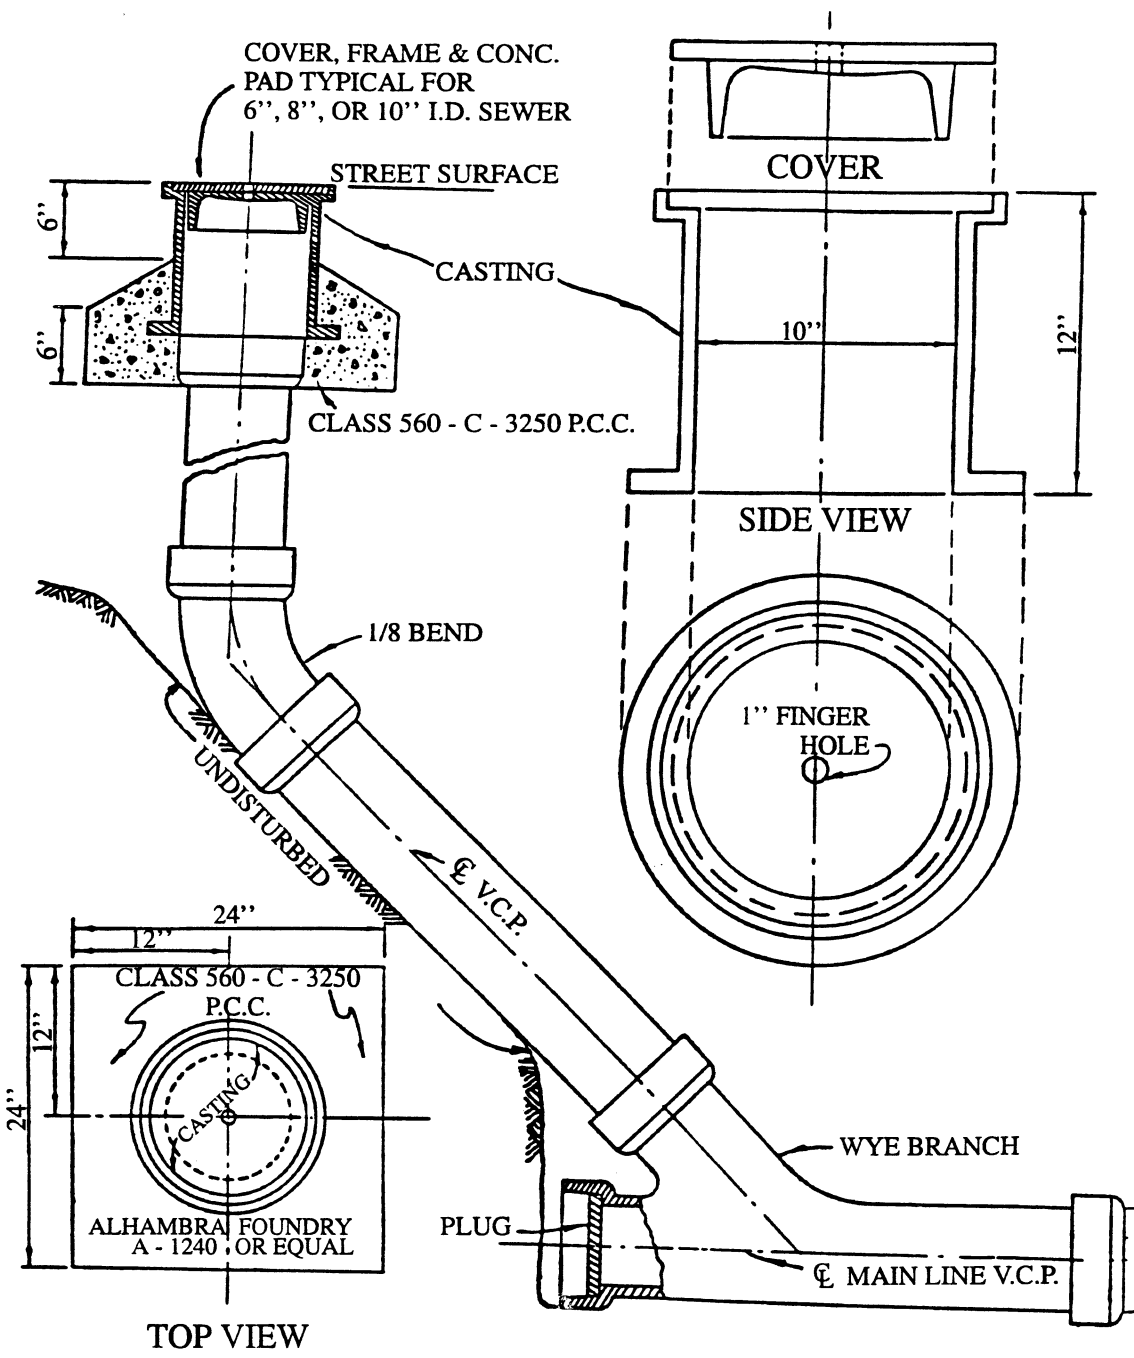 COVER, FRAME & CONC.
PAD TYPICAL FOR
6'', 8'', OR 10'' I.D. SEWER
STREET SURFACE
COVER
6''
CASTING
10''
12''
6''
CLASS 560 - C - 3250 P.C.C.
SIDE VIEW
1/8 BEND
1'' FINGER
HOLE
UNDISTURBED
℄ V.C.P.
24''
12''
CLASS 560 - C - 3250
P.C.C.
12''
24''
CASTING
ALHAMBRA FOUNDRY
A - 1240 OR EQUAL
TOP VIEW
WYE BRANCH
PLUG
℄ MAIN LINE V.C.P.